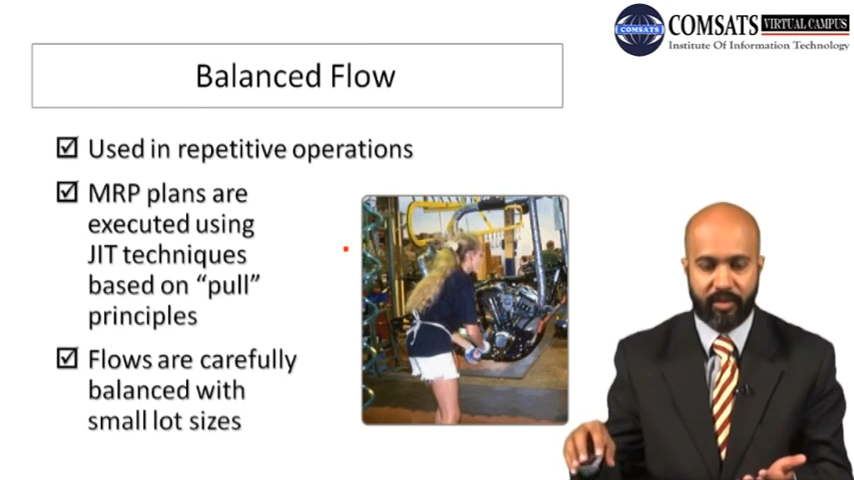 COMSATS VIRTUAL CAMPUS
COMSATS
Institute Of Information Technology
Balanced Flow
Used in repetitive operations
MRP plans are
executed using
JIT techniques
based on “pull”
principles
Flows are carefully
balanced with
small lot sizes